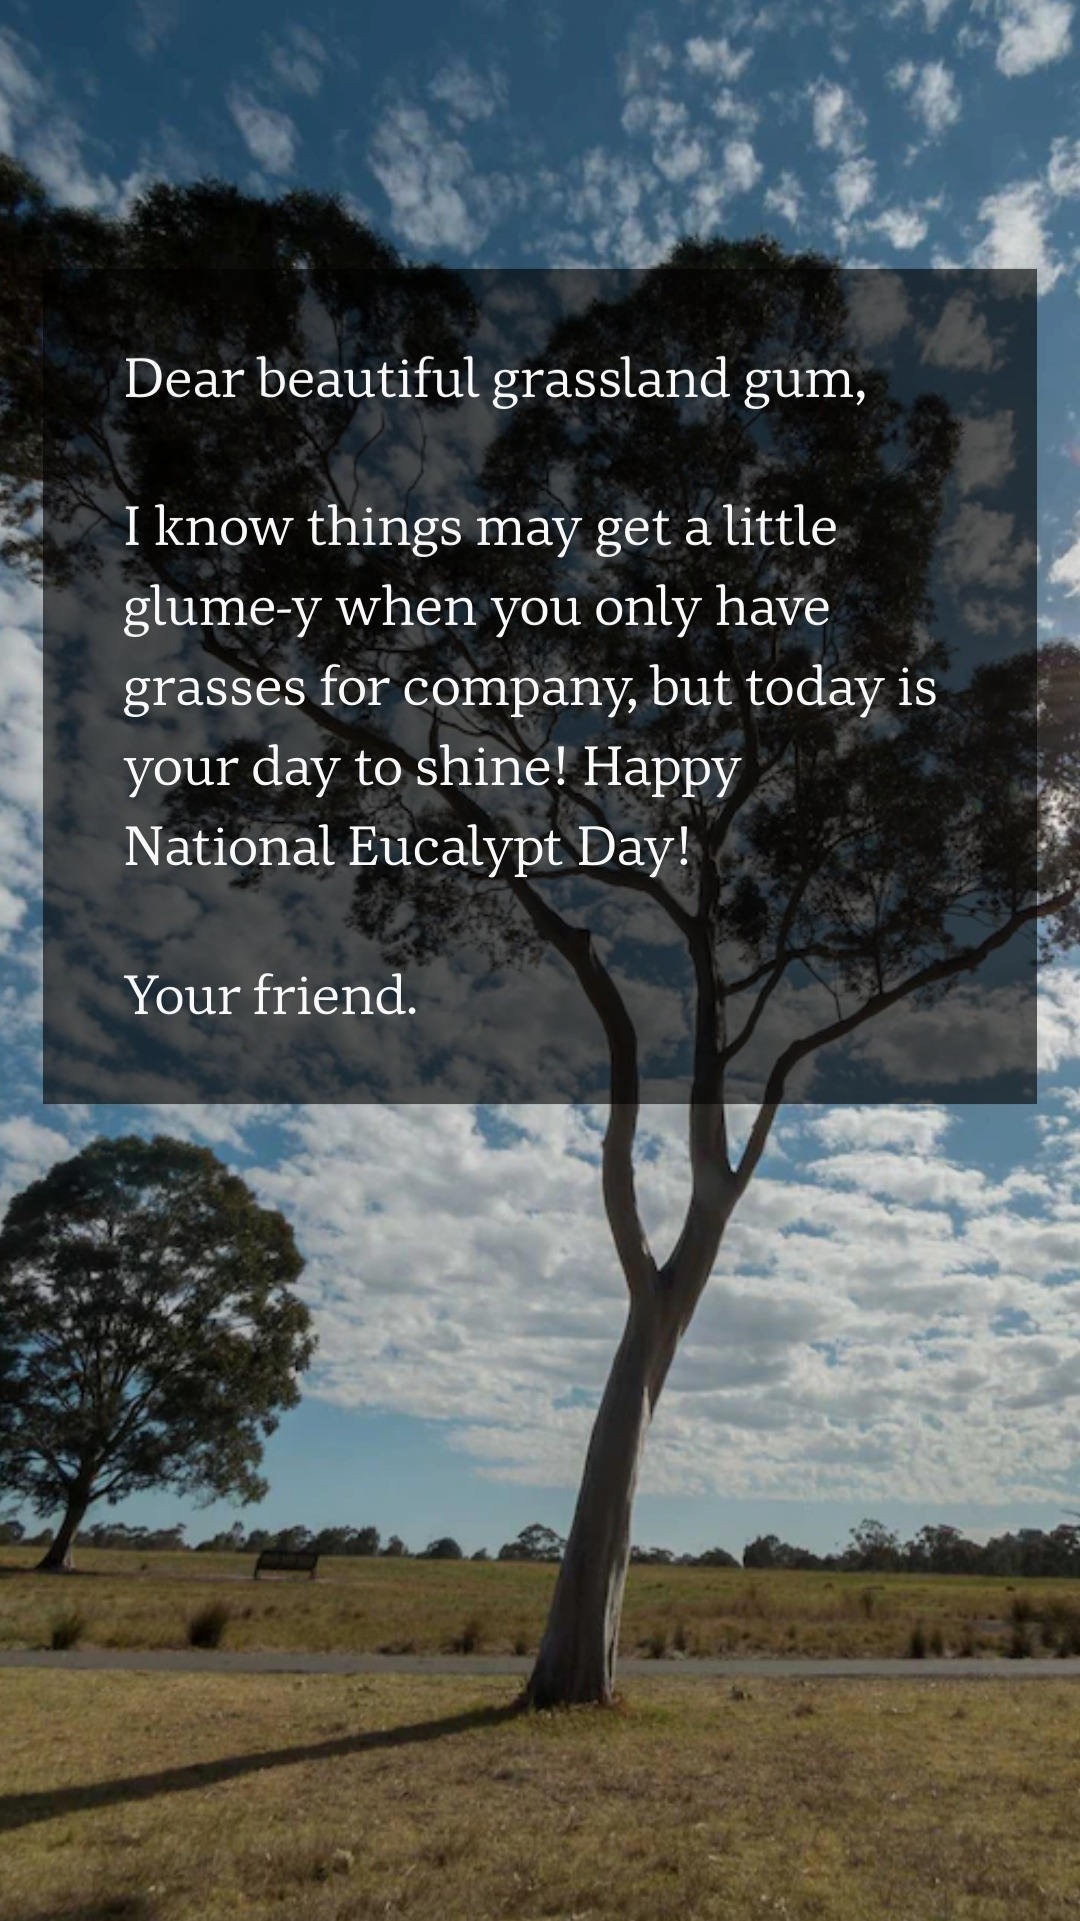 Dear beautiful grassland gum,
I know things may get a little
glume-y when you only have
grasses for company, but today is
your day to shine! Happy
National Eucalypt Day!
Your friend.